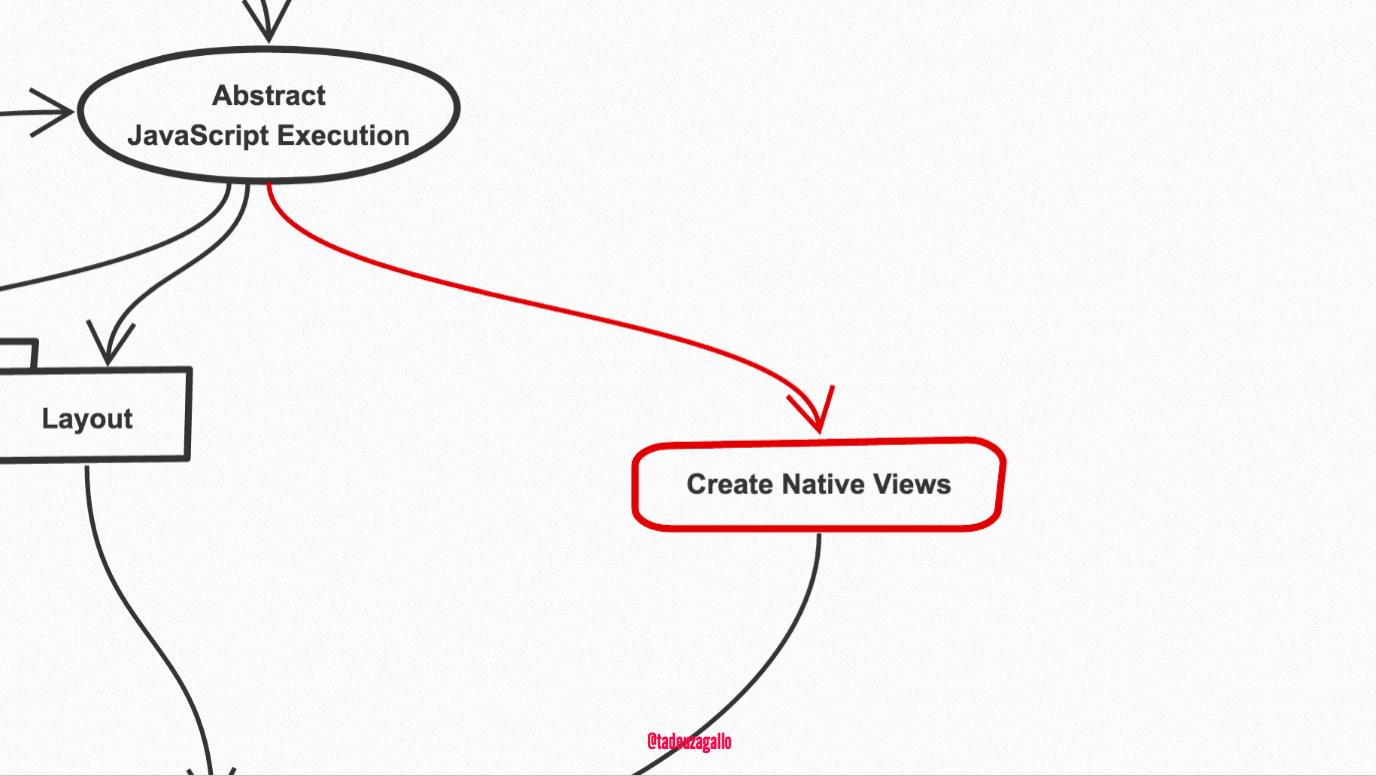 Abstract
JavaScript Execution
Layout
Create Native Views
@tadeuzagallo